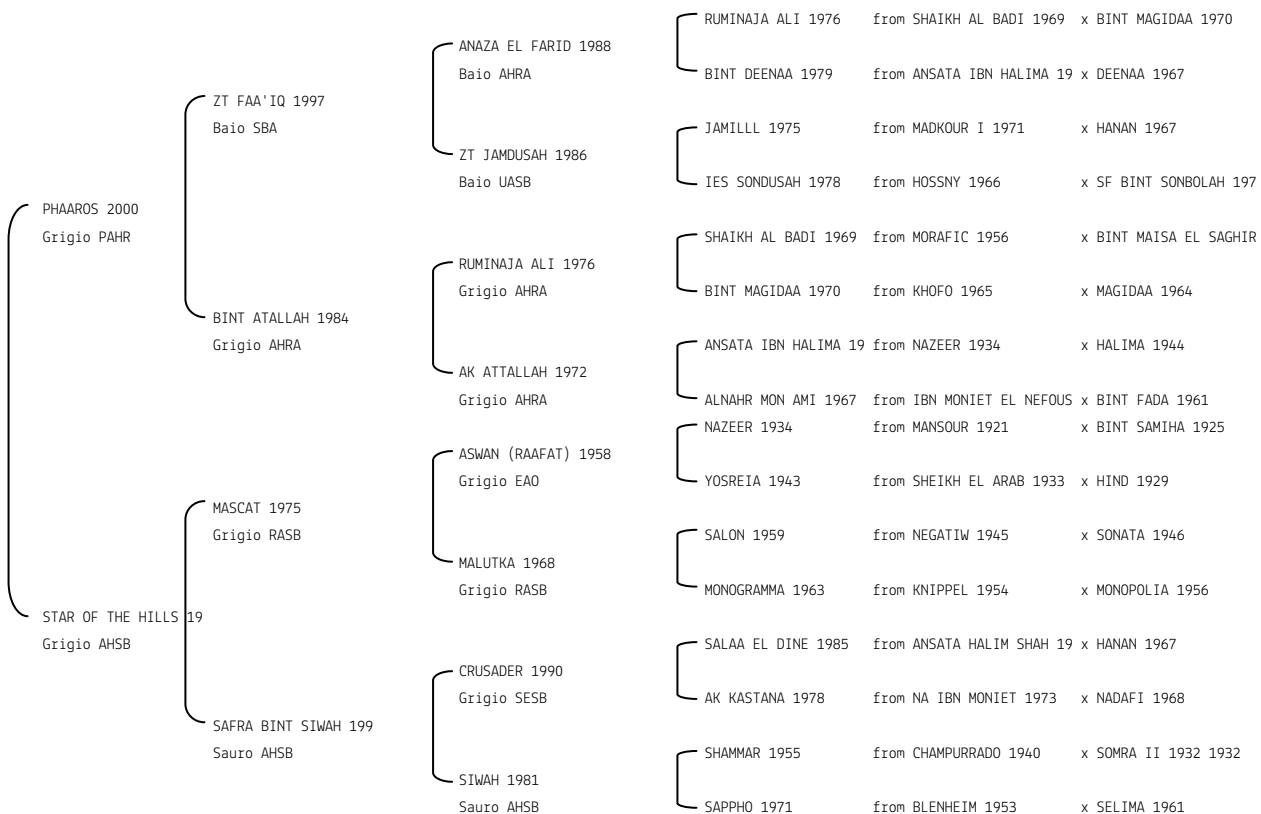 RUMINAJA ALI 1976 from SHAIKH AL BADI 1969 x BINT MAGIDAA 1970
ANAZA EL FARID 1988
Baio AHRA
BINT DEENAA 1979 from ANSATA IBN HALIMA 19 x DEENAA 1967
ZT FAA'IQ 1997
Baio SBA
JAMILLL 1975 from MADKOUR I 1971 x HANAN 1967
ZT JAMDUSAH 1986
Baio UASB
IES SONDUSAH 1978 from HOSSNY 1966 x SF BINT SONBOLAH 197
PHAAROS 2000
Grigio PAHR
SHAIKH AL BADI 1969 from MORAFIC 1956 x BINT MAISA EL SAGHIR
RUMINAJA ALI 1976
Grigio AHRA
BINT MAGIDAA 1970 from KHOFO 1965 x MAGIDAA 1964
BINT ATALLAH 1984
Grigio AHRA
ANSATA IBN HALIMA 19 from NAZEER 1934 x HALIMA 1944
AK ATTALLAH 1972
Grigio AHRA
ALNAHR MON AMI 1967 from IBN MONIET EL NEFOUS x BINT FADA 1961
NAZEER 1934 from MANSOUR 1921 x BINT SAMIHA 1925
ASWAN (RAAFAT) 1958
Grigio EAO
YOSREIA 1943 from SHEIKH EL ARAB 1933 x HIND 1929
MASCAT 1975
Grigio RASB
SALON 1959 from NEGATIW 1945 x SONATA 1946
MALUTKA 1968
Grigio RASB
MONOGRAMMA 1963 from KNIPPEL 1954 x MONOPOLIA 1956
STAR OF THE HILLS 19
Grigio AHSB
SALAA EL DINE 1985 from ANSATA HALIM SHAH 19 x HANAN 1967
CRUSADER 1990
Grigio SESB
AK KASTANA 1978 from NA IBN MONIET 1973 x NADAFI 1968
SAFRA BINT SIWAH 199
Sauro AHSB
SHAMMAR 1955 from CHAMPURRADO 1940 x SOMRA II 1932 1932
SIWAH 1981
Sauro AHSB
SAPPHO 1971 from BLENHEIM 1953 x SELIMA 1961